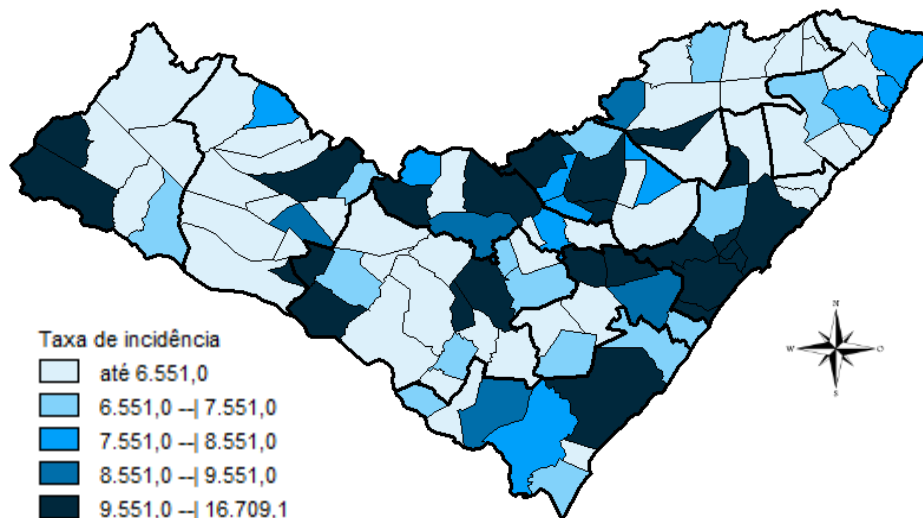 Taxa de incidência
até 6.551,0
6.551,0 --| 7.551,0
7.551,0 --| 8.551,0
8.551,0 --| 9.551,0
9.551,0 --| 16.709,1
N
W
O
S